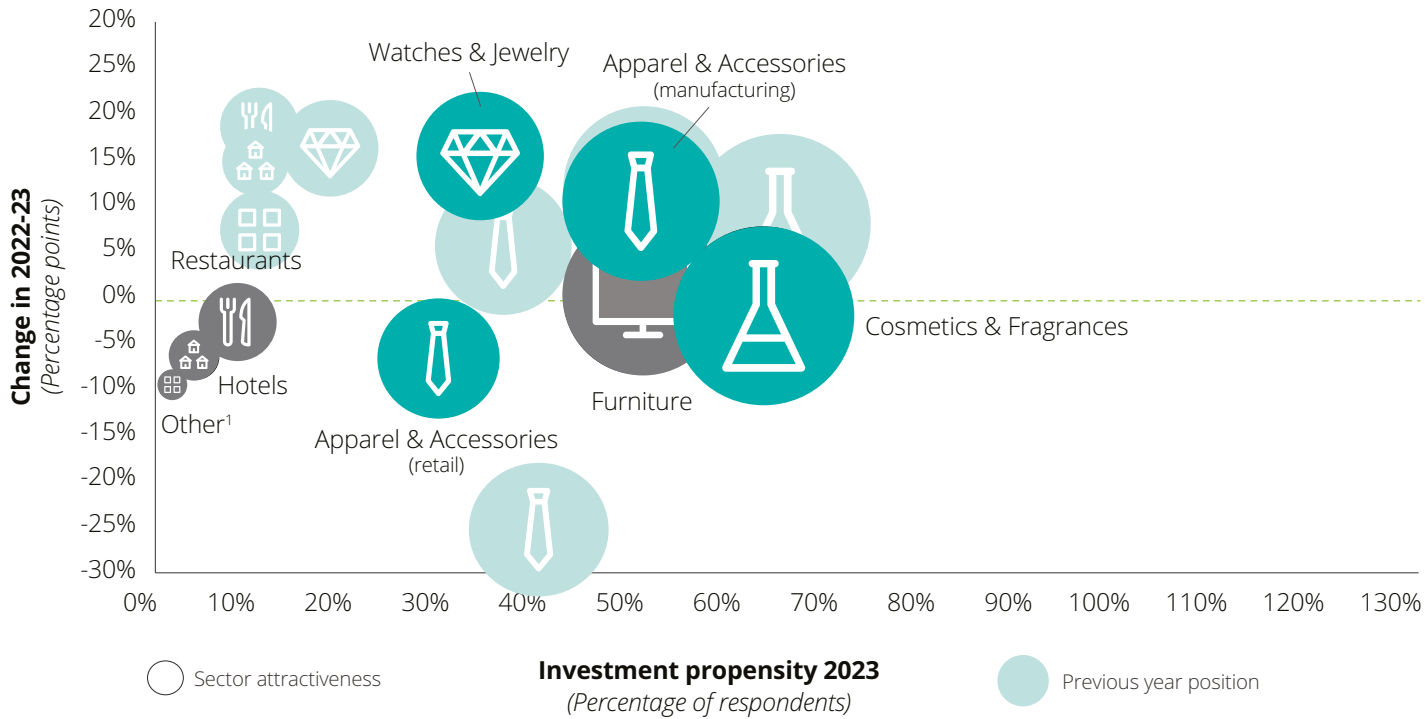 20%
25%
20%
15%
10%
5%
0%
-5%
-10%
-15%
-20%
-25%
-30%
Change in 2022-23
(Percentage points)
Watches & Jewelry
Apparel & Accessories
(manufacturing)
Restaurants
Hotels
Other¹
Cosmetics & Fragrances
Furniture
Apparel & Accessories
(retail)
0% 10% 20% 30% 40% 50% 60% 70% 80% 90% 100% 110% 120% 130%
Sector attractiveness
Investment propensity 2023
(Percentage of respondents)
Previous year position